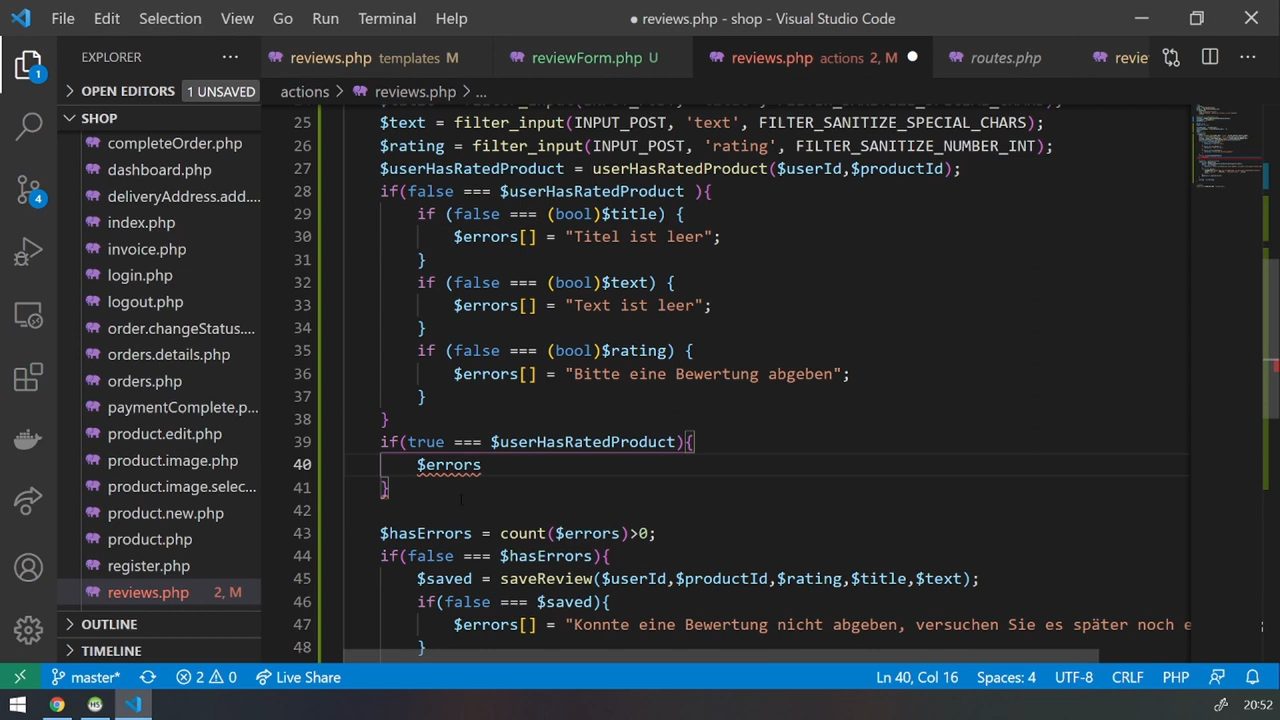 File Edit Selection View Go Run Terminal Help ● reviews.php - shop - Visual Studio Code
EXPLORER ...
reviews.php templates M reviewForm.php U reviews.php actions 2, M routes.php revie
OPEN EDITORS 1 UNSAVED
actions > reviews.php > ...
SHOP
completeOrder.php
dashboard.php
deliveryAddress.add....
index.php
invoice.php
login.php
logout.php
order.changeStatus....
orders.details.php
orders.php
paymentComplete.p...
product.edit.php
product.image.php
product.image.selec...
product.new.php
product.php
register.php
reviews.php 2, M
OUTLINE
TIMELINE
1
4
25 $text = filter_input(INPUT_POST, 'text', FILTER_SANITIZE_SPECIAL_CHARS);
26 $rating = filter_input(INPUT_POST, 'rating', FILTER_SANITIZE_NUMBER_INT);
27 $userHasRatedProduct = userHasRatedProduct($userId,$productId);
28 if(false === $userHasRatedProduct ){
29 if (false === (bool)$title) {
30 $errors[] = "Titel ist leer";
31 }
32 if (false === (bool)$text) {
33 $errors[] = "Text ist leer";
34 }
35 if (false === (bool)$rating) {
36 $errors[] = "Bitte eine Bewertung abgeben";
37 }
38 }
39 if(true === $userHasRatedProduct){
40 $errors
41 }
42
43 $hasErrors = count($errors)>0;
44 if(false === $hasErrors){
45 $saved = saveReview($userId,$productId,$rating,$title,$text);
46 if(false === $saved){
47 $errors[] = "Konnte eine Bewertung nicht abgeben, versuchen Sie es später noch e
48 }
master* 2 0 Live Share Ln 40, Col 16 Spaces: 4 UTF-8 CRLF PHP
20:52